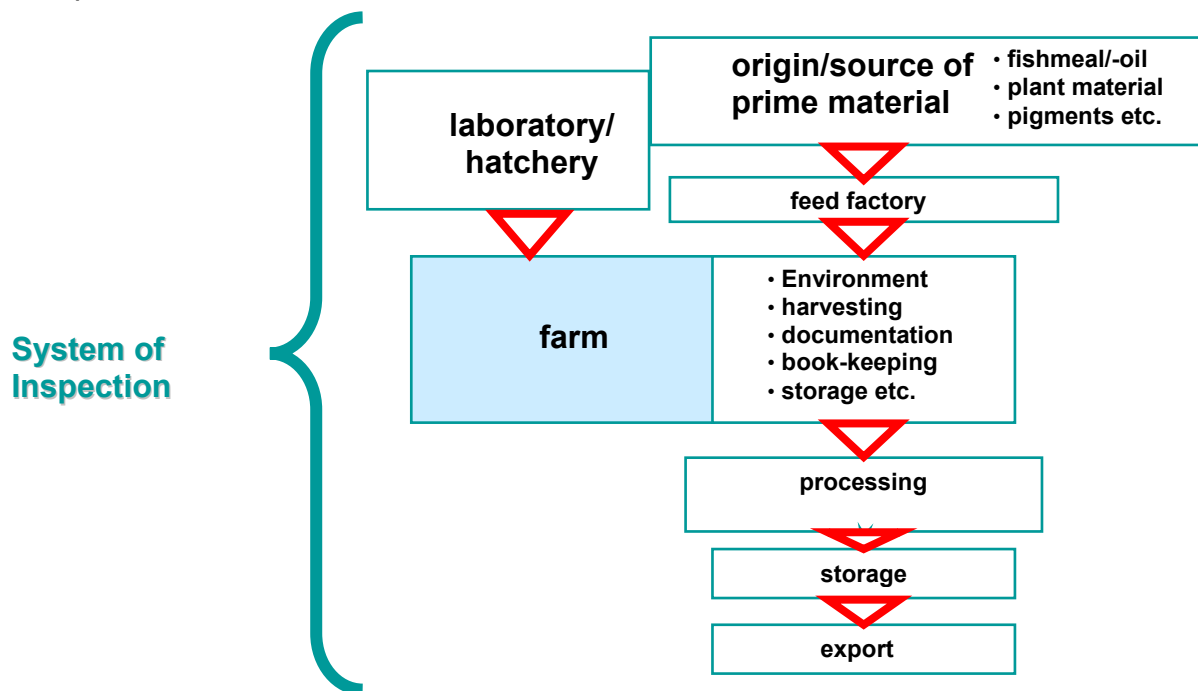 origin/source of
prime material
• fishmeal/-oil
• plant material
• pigments etc.
laboratory/
hatchery
feed factory
farm
• Environment
• harvesting
• documentation
• book-keeping
• storage etc.
System of
Inspection
processing
storage
export